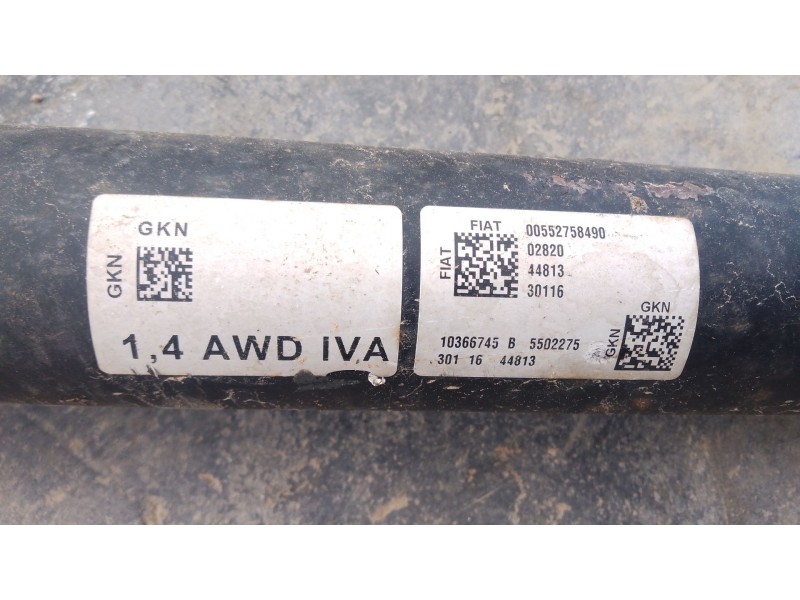 GKN
GKN
1,4 AWD IVA
FIAT
FIAT
00552758490
02820
44813
30116
GKN
GKN
10366745 B 5502275
301 16 44813